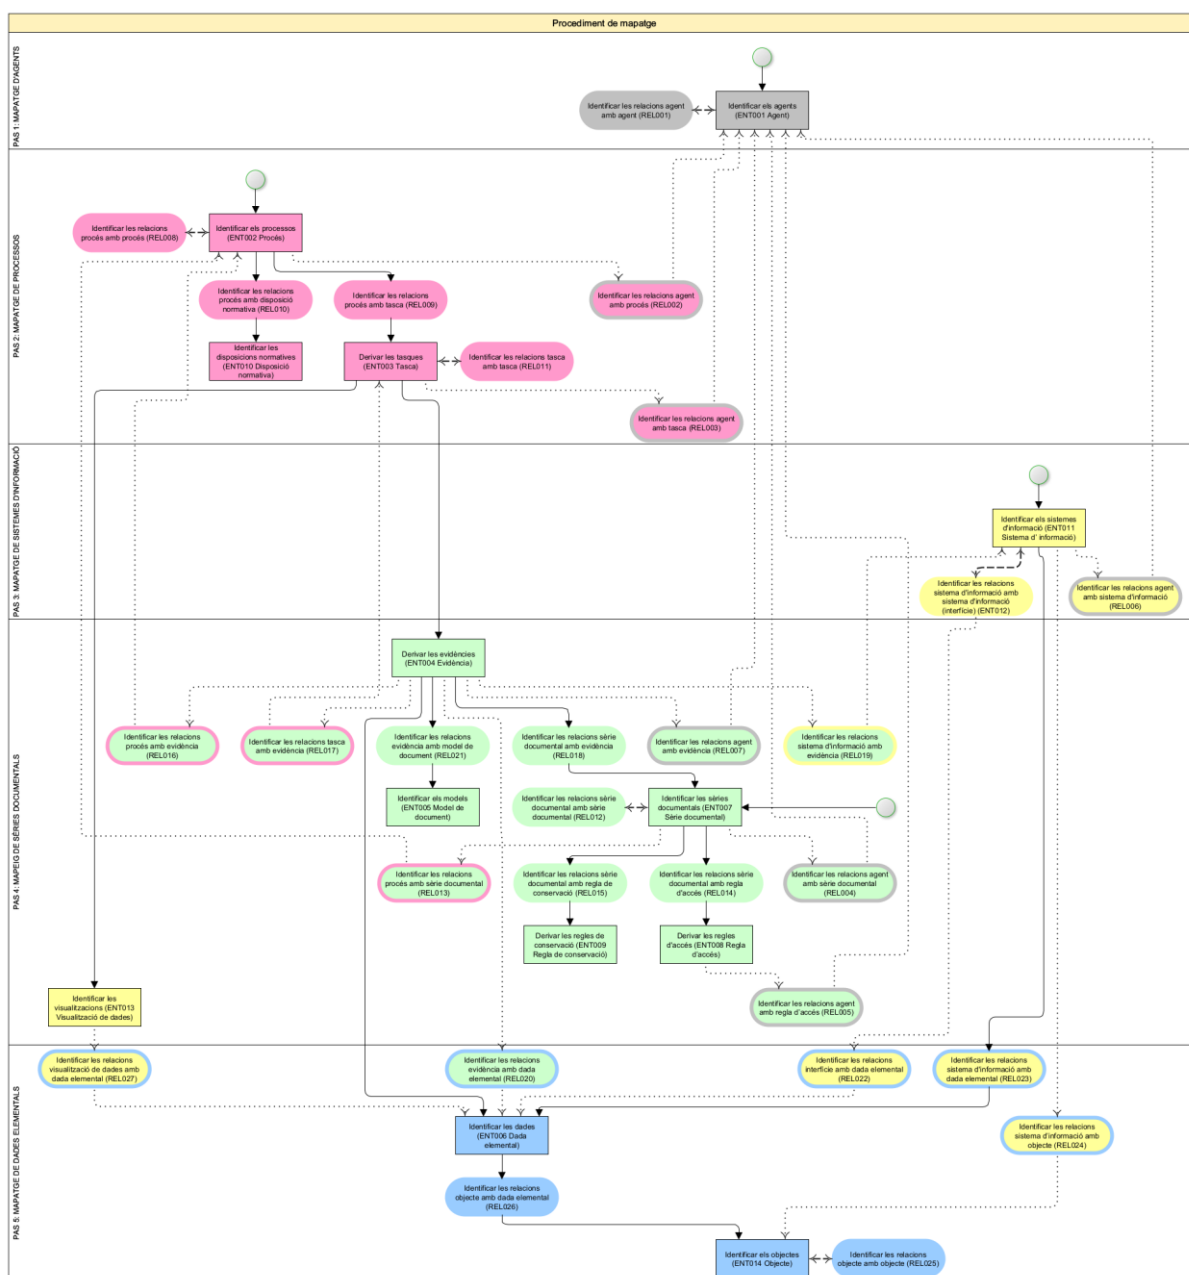 Procediment de mapatge
PAS 1: MAPATGE D'AGENTS
Identificar les relacions agent
amb agent (REL001)
Identificar els agents
(ENT001 Agent)
PAS 2: MAPATGE DE PROCESSOS
Identificar les relacions
procés amb procés (REL008)
Identificar els processos
(ENT002 Procés)
Identificar les relacions
procés amb disposició
normativa (REL010)
Identificar les relacions
procés amb tasca (REL009)
Identificar les relacions agent
amb procés (REL002)
Identificar les
disposicions normatives
(ENT010 Disposició
normativa)
Derivar les tasques
(ENT003 Tasca)
Identificar les relacions tasca
amb tasca (REL011)
Identificar les relacions agent
amb tasca (REL003)
PAS 3: MAPATGE DE SISTEMES D'INFORMACIÓ
Identificar els sistemes
d'informació (ENT011
Sistema d' informació)
Identificar les relacions
sistema d'informació amb
sistema d'informació
(interfície) (ENT012)
Identificar les relacions agent
amb sistema d'informació
(REL006)
PAS 4: MAPEIG DE SÈRIES DOCUMENTALS
Derivar les evidències
(ENT004 Evidència)
Identificar les relacions
procés amb evidència
(REL016)
Identificar les relacions tasca
amb evidència (REL017)
Identificar les relacions
evidència amb model de
document (REL021)
Identificar les relacions sèrie
documental amb evidència
(REL018)
Identificar les relacions agent
amb evidència (REL007)
Identificar les relacions
sistema d'informació amb
evidència (REL019)
Identificar els models
(ENT005 Model de
document)
Identificar les relacions sèrie
documental amb sèrie
documental (REL012)
Identificar les sèries
documentals (ENT007
Sèrie documental)
Identificar les relacions
procés amb sèrie documental
(REL013)
Identificar les relacions sèrie
documental amb regla de
conservació (REL015)
Identificar les relacions sèrie
documental amb regla
d'accés (REL014)
Identificar les relacions agent
amb sèrie documental
(REL004)
Derivar les regles de
conservació (ENT009
Regla de conservació)
Derivar les regles
d'accés (ENT008 Regla
d'accés)
Identificar les
visualitzacions (ENT013
Visualització de dades)
Identificar les relacions agent
amb regla d'accés (REL005)
PAS 5: MAPATGE DE DADES ELEMENTALS
Identificar les relacions
visualització de dades amb
dada elemental (REL027)
Identificar les relacions
evidència amb dada
elemental (REL020)
Identificar les relacions
interfície amb dada elemental
(REL022)
Identificar les relacions
sistema d'informació amb
dada elemental (REL023)
Identificar les dades
(ENT006 Dada
elemental)
Identificar les relacions
sistema d'informació amb
objecte (REL024)
Identificar les relacions
objecte amb dada elemental
(REL026)
Identificar els objectes
(ENT014 Objecte)
Identificar les relacions
objecte amb objecte (REL025)